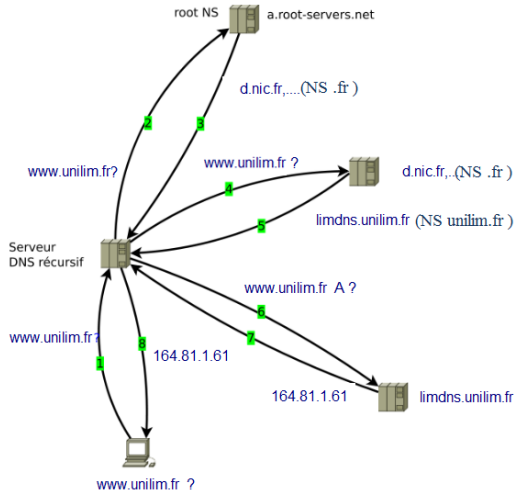 root NS
a.root-servers.net
d.nic.fr,....(NS .fr )
2
3
www.unilim.fr ?
www.unilim.fr?
4
d.nic.fr,..(NS .fr )
5
limdns.unilim.fr (NS unilim.fr )
Serveur
DNS récursif
www.unilim.fr A ?
6
www.unilim.fr?
7
8
164.81.1.61
1
164.81.1.61
limdns.unilim.fr
www.unilim.fr ?